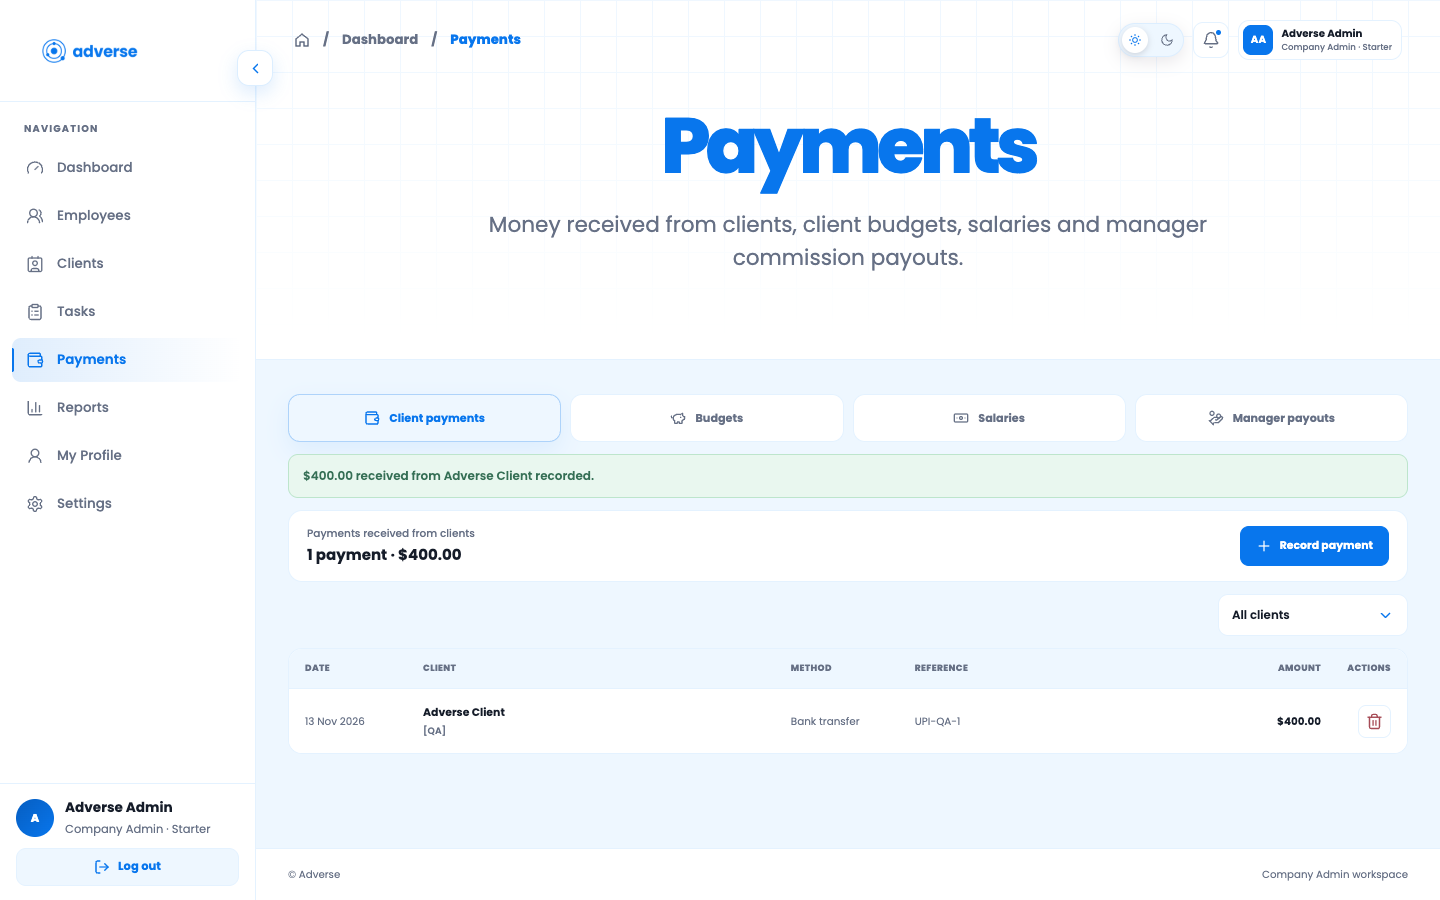 adverse
NAVIGATION
Dashboard
Employees
Clients
Tasks
Payments
Reports
My Profile
Settings
A
Adverse Admin
Company Admin · Starter
Log out
/ Dashboard / Payments
AA
Adverse Admin
Company Admin · Starter
Payments
Money received from clients, client budgets, salaries and manager
commission payouts.
Client payments
Budgets
Salaries
Manager payouts
$400.00 received from Adverse Client recorded.
Payments received from clients
1 payment · $400.00
Record payment
All clients
DATE CLIENT METHOD REFERENCE AMOUNT ACTIONS
13 Nov 2026 Adverse Client Bank transfer UPI-QA-1 $400.00
[QA]
© Adverse
Company Admin workspace